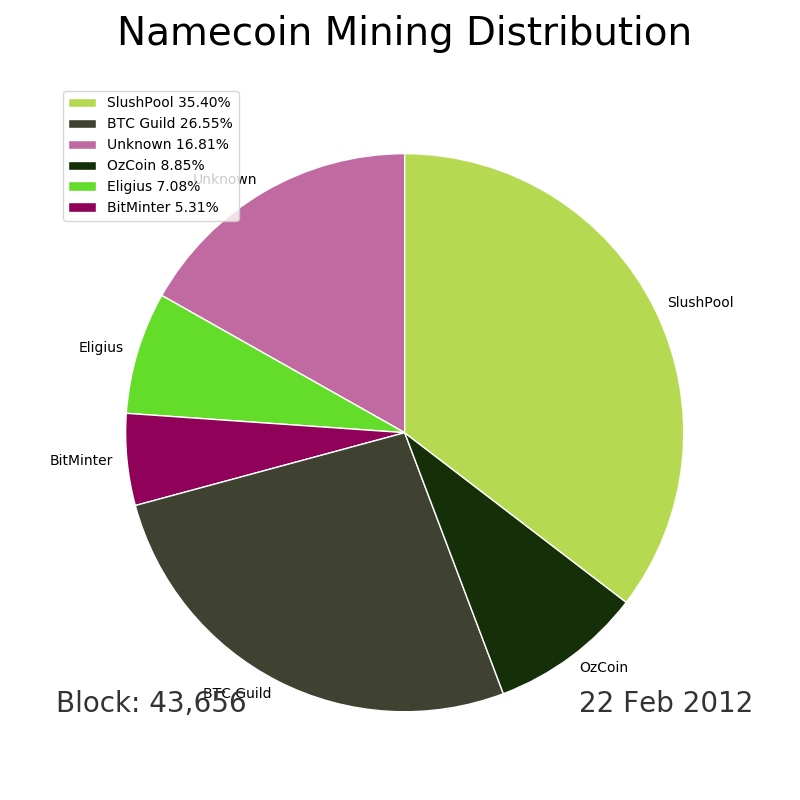 Namecoin Mining Distribution
SlushPool 35.40%
BTC Guild 26.55%
Unknown 16.81%
OzCoin 8.85%
Eligius 7.08%
BitMinter 5.31%
Unknown
SlushPool
Eligius
BitMinter
OzCoin
BTC Guild
Block: 43,656
22 Feb 2012